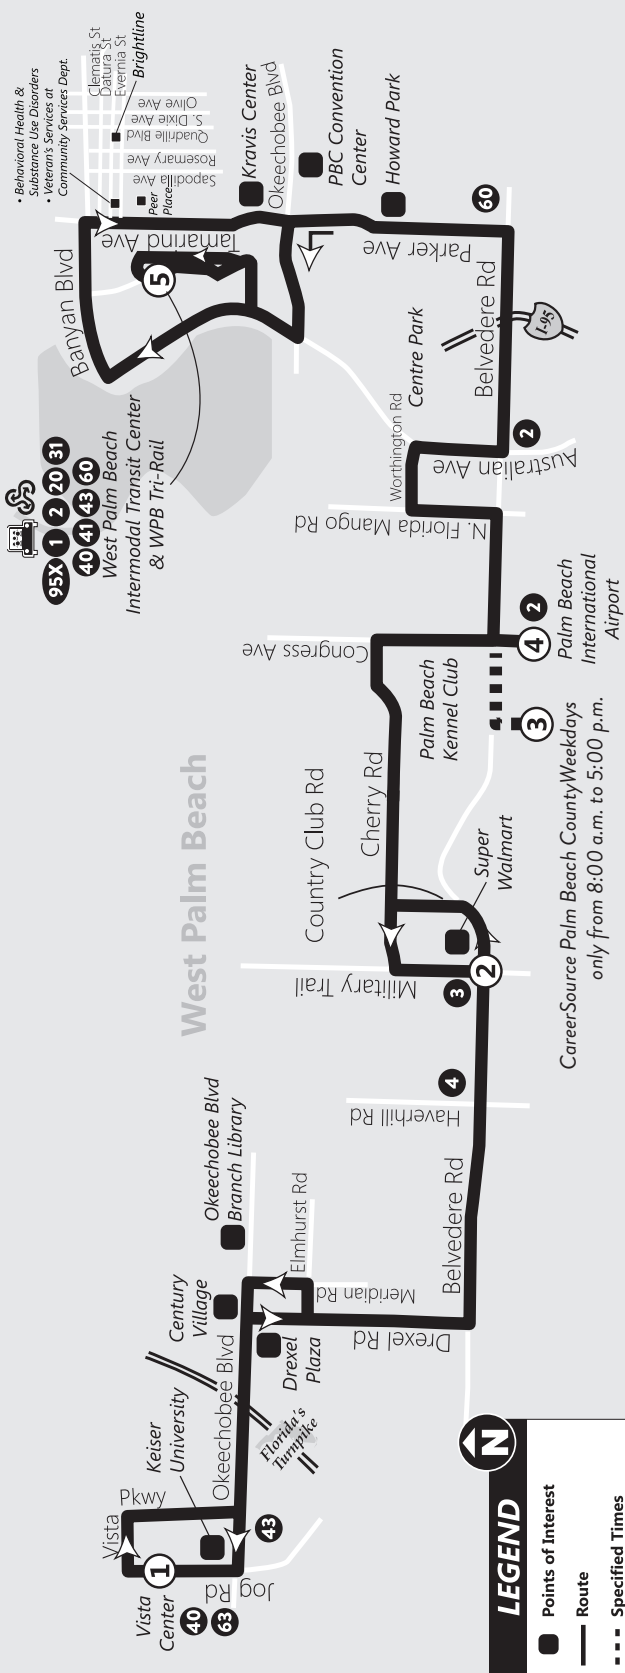 Vista
Center
40
63
1
Vista
Pkwy
Jog Rd
43
Keiser
University
Okeechobee Blvd
Florida's
Turnpike
Century
Village
Drexel
Plaza
Okeechobee Blvd
Branch Library
Elmhurst Rd
Meridian Rd
Drexel Rd
Belvedere Rd
Haverhill Rd
4
West Palm Beach
Military Trail
3
2
Super
Walmart
Country Club Rd
Cherry Rd
Palm Beach
Kennel Club
Congress Ave
3
CareerSource Palm Beach CountyWeekdays
only from 8:00 a.m. to 5:00 p.m.
4
2
Palm Beach
International
Airport
N. Florida Mango Rd
Worthington Rd
Australian Ave
2
Centre Park
Belvedere Rd
I-95
60
Parker Ave
95X 1 2 20 31
40 41 43 60
West Palm Beach
Intermodal Transit Center
& WPB Tri-Rail
Banyan Blvd
Tamarind Ave
5
• Behavioral Health &
Substance Use Disorders
• Veteran's Services at
Community Services Dept.
Peer
Place
Clematis St
Datura St
Evernia St
Brightline
Olive Ave
S. Dixie Ave
Quadrille Blvd
Rosemary Ave
Sapodilla Ave
Kravis Center
Okeechobee Blvd
PBC Convention
Center
Howard Park
N
LEGEND
Points of Interest
Route
Specified Times